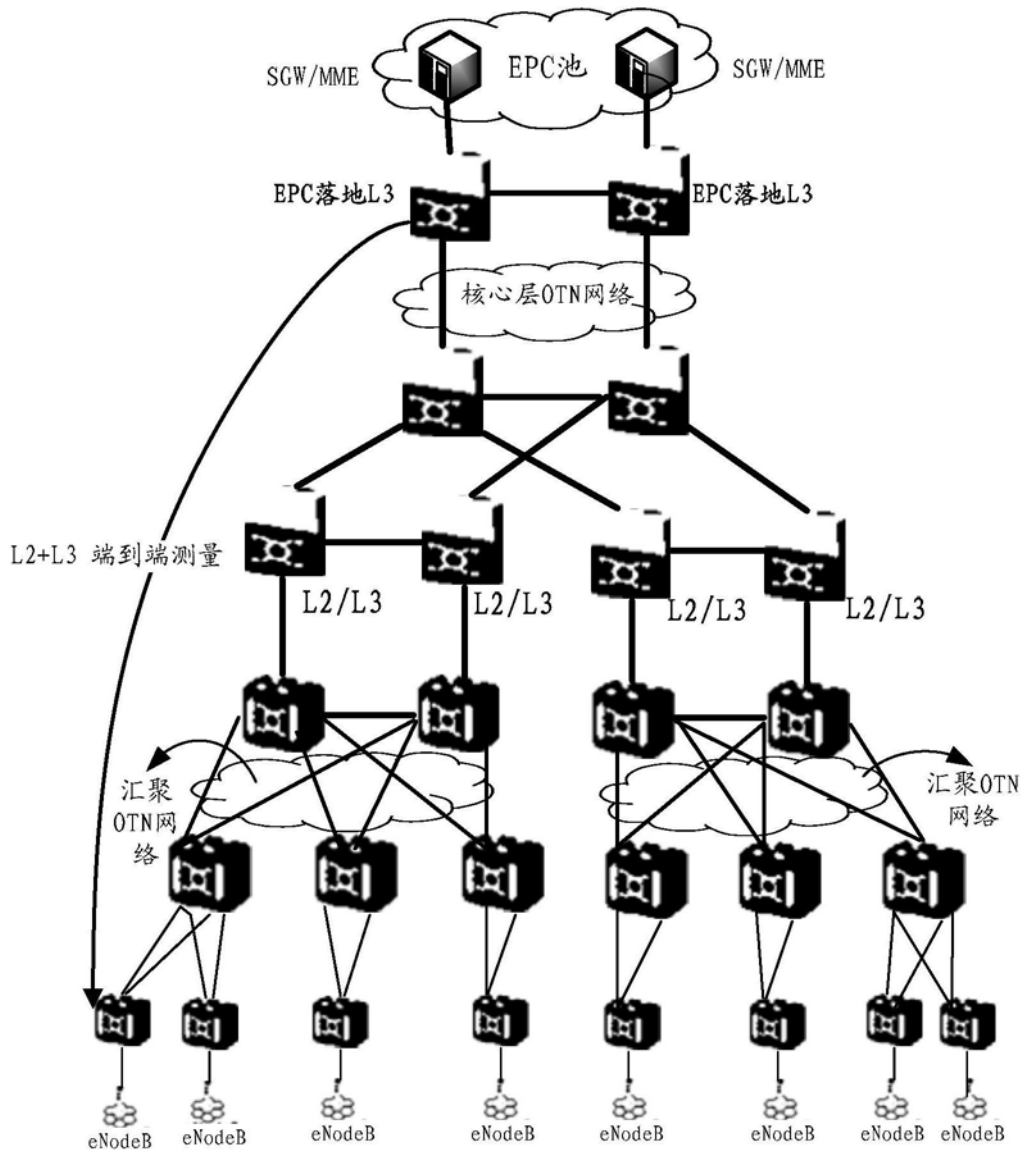 EPC池
SGW/MME
SGW/MME
EPC落地L3
EPC落地L3
核心层OTN网络
L2+L3 端到端测量
L2/L3
L2/L3
L2/L3
L2/L3
汇聚
OTN网
络
汇聚OTN
网络
eNodeB
eNodeB
eNodeB
eNodeB
eNodeB
eNodeB
eNodeB
eNodeB